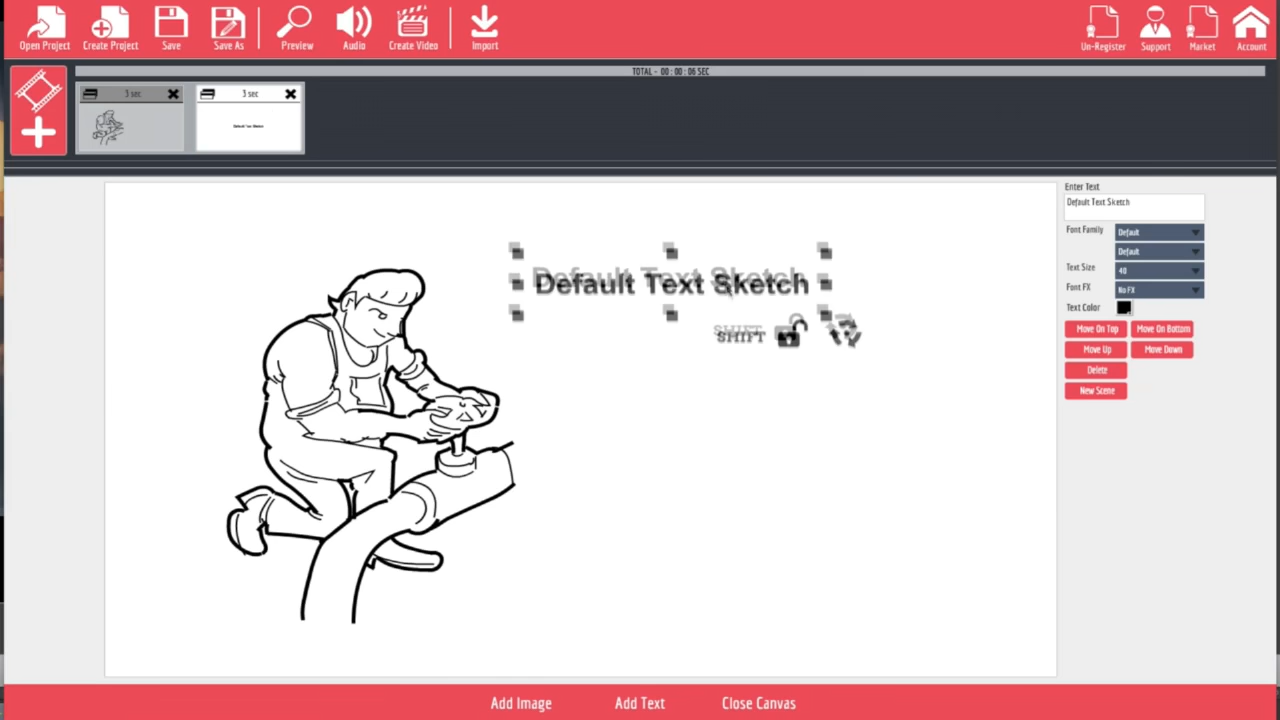 Open Project Create Project Save Save As Preview Audio Create Video Import Un-Register Support Market Account
TOTAL - 00 : 00 : 06 SEC
3 sec 3 sec
Default Text Sketch
Enter Text
Default Text Sketch
Font Family Default
Default
Text Size 40
Font FX No FX
Text Color
Move On Top Move On Bottom
Move Up Move Down
Delete
New Scene
Default Text Sketch
SHIFT
Add Image Add Text Close Canvas